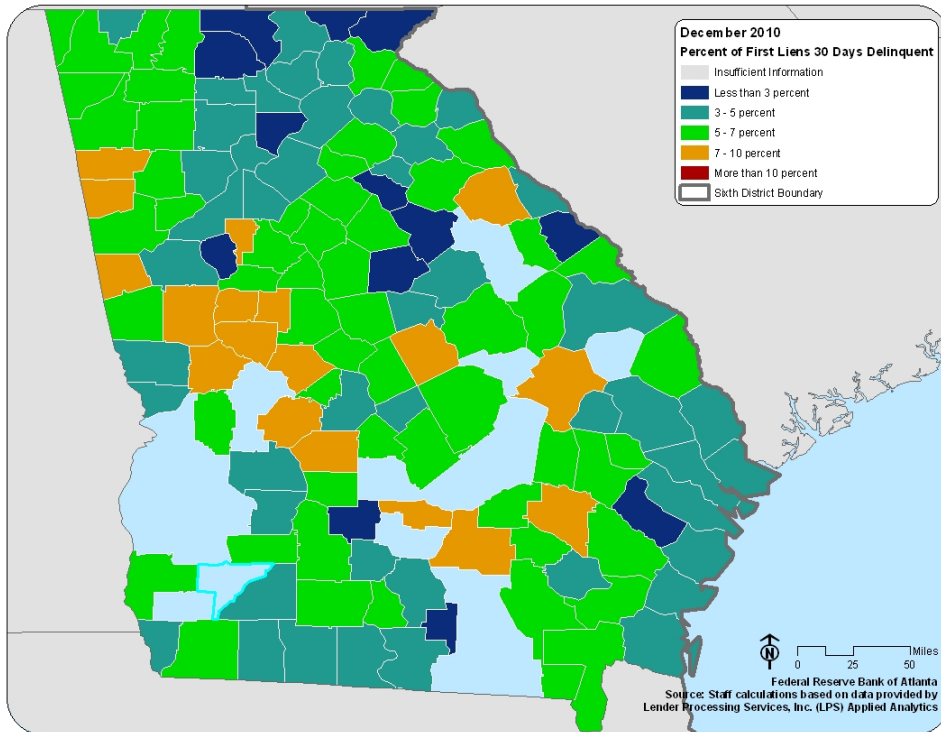 December 2010
Percent of First Liens 30 Days Delinquent
Insufficient Information
Less than 3 percent
3 - 5 percent
5 - 7 percent
7 - 10 percent
More than 10 percent
Sixth District Boundary
N
Miles
0 25 50
Federal Reserve Bank of Atlanta
Source: Staff calculations based on data provided by
Lender Processing Services, Inc. (LPS) Applied Analytics